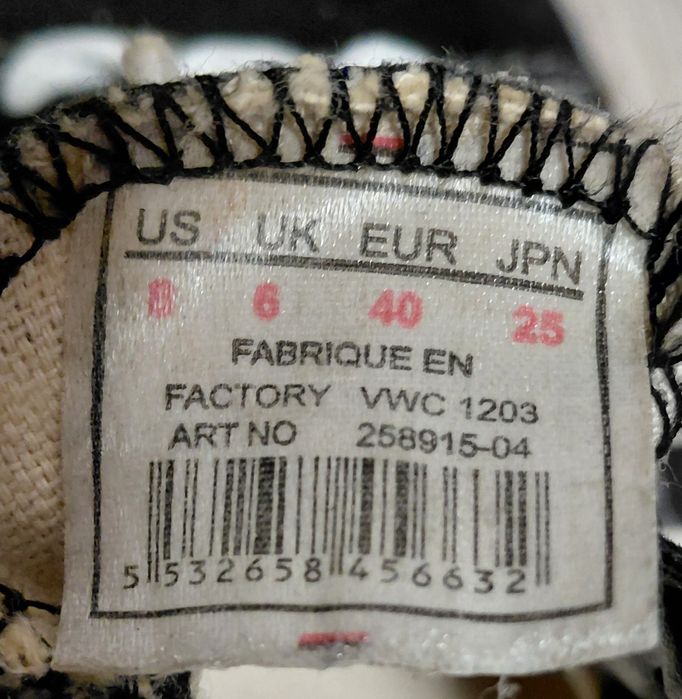 US UK EUR JPN
8 6 40 25
FABRIQUE EN
FACTORY VWC 1203
ART NO 258915-04
5 532658 456632